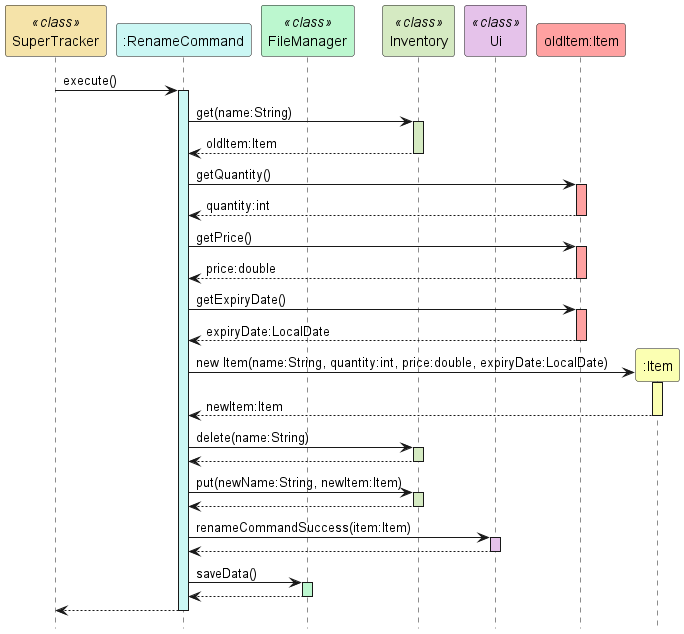 «class» «class» «class» «class»
SuperTracker :RenameCommand FileManager Inventory Ui oldItem:Item
execute()
get(name:String)
oldItem:Item
getQuantity()
quantity:int
getPrice()
price:double
getExpiryDate()
expiryDate:LocalDate
new Item(name:String, quantity:int, price:double, expiryDate:LocalDate) :Item
newItem:Item
delete(name:String)
put(newName:String, newItem:Item)
renameCommandSuccess(item:Item)
saveData()